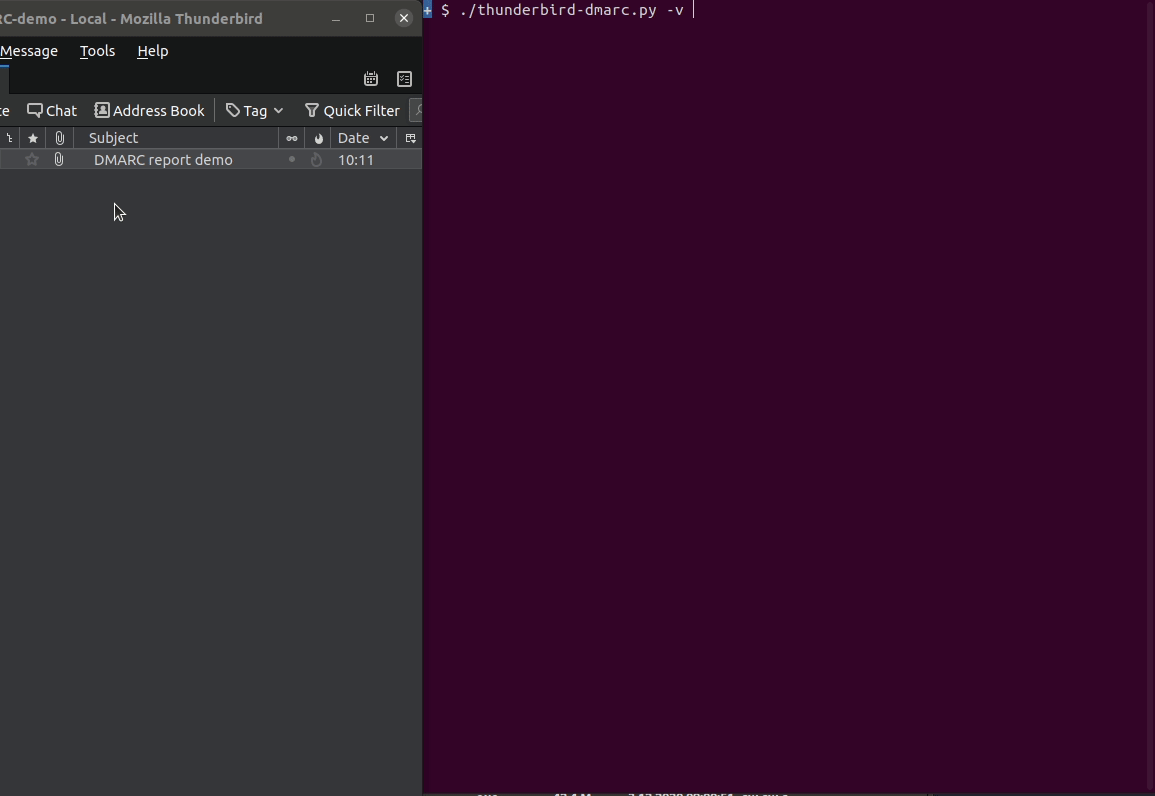 RC-demo - Local - Mozilla Thunderbird
Message Tools Help
Chat Address Book Tag Quick Filter
Subject Date
DMARC report demo 10:11
+ $ ./thunderbird-dmarc.py -v